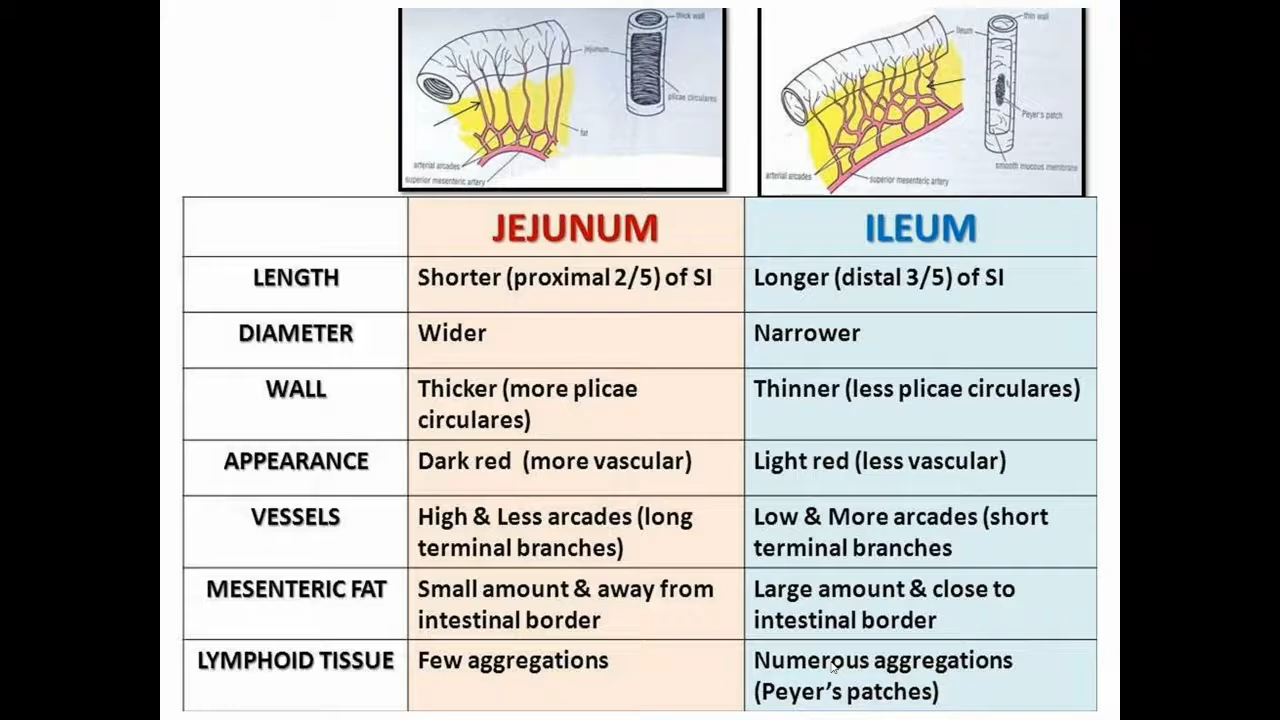 thick wall
jejunum
plicae circulares
fat
arterial arcades
superior mesenteric artery
thin wall
ileum
Peyer's patch
smooth mucous membrane
arterial arcades
superior mesenteric artery
JEJUNUM
ILEUM
LENGTH
Shorter (proximal 2/5) of SI
Longer (distal 3/5) of SI
DIAMETER
Wider
Narrower
WALL
Thicker (more plicae
circulares)
Thinner (less plicae circulares)
APPEARANCE
Dark red (more vascular)
Light red (less vascular)
VESSELS
High & Less arcades (long
terminal branches)
Low & More arcades (short
terminal branches
MESENTERIC FAT
Small amount & away from
intestinal border
Large amount & close to
intestinal border
LYMPHOID TISSUE
Few aggregations
Numerous aggregations
(Peyer's patches)